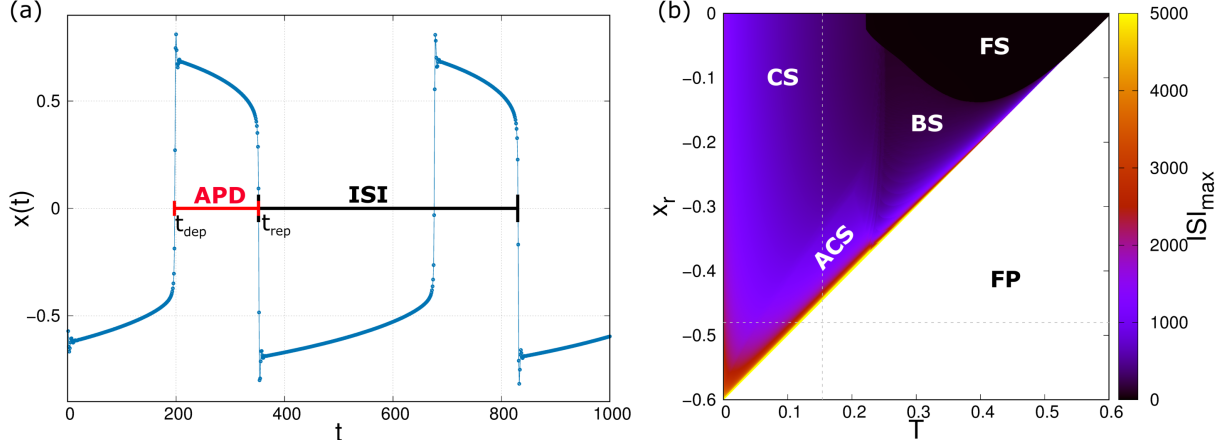 (a)
x(t)
0.5
0
−0.5
0
200
400
600
800
1000
t
APD
ISI
t_dep
t_rep
(b)
x_r
0
−0.1
−0.2
−0.3
−0.4
−0.5
−0.6
0
0.1
0.2
0.3
0.4
0.5
0.6
T
CS
FS
BS
ACS
FP
5000
4000
3000
2000
1000
0
ISI_max